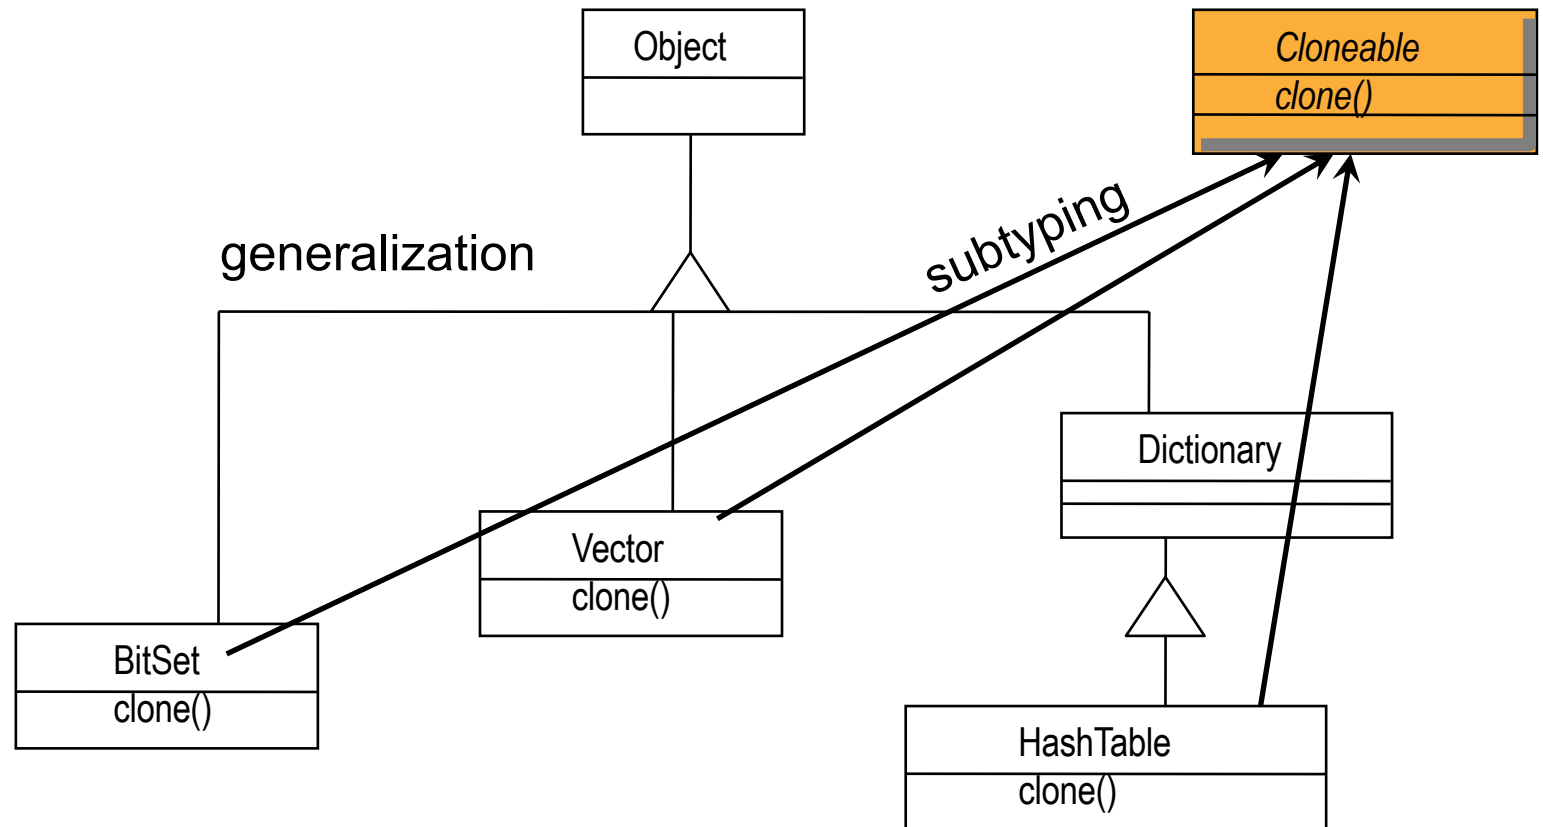 Object
Cloneable
clone()
generalization
subtyping
Dictionary
Vector
clone()
BitSet
clone()
HashTable
clone()